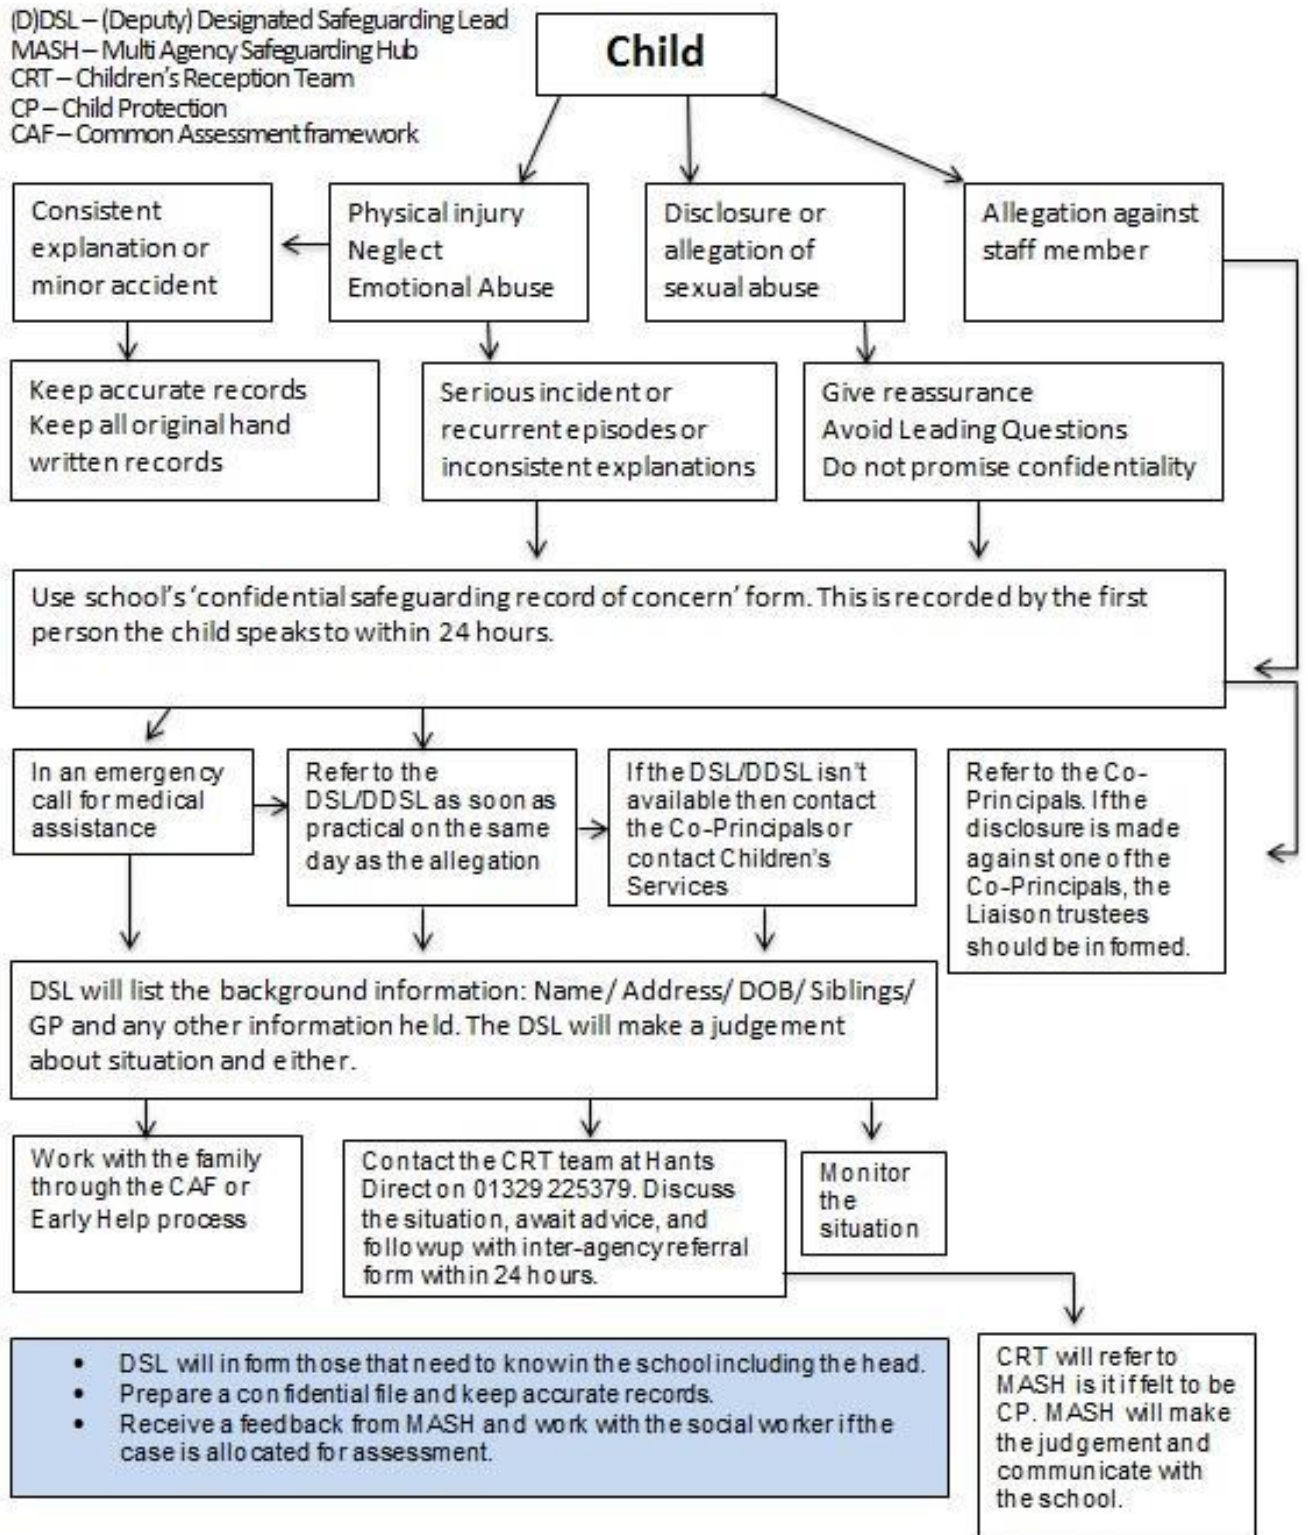 (D)DSL – (Deputy) Designated Safeguarding Lead
MASH – Multi Agency Safeguarding Hub
CRT – Children's Reception Team
CP – Child Protection
CAF – Common Assessment framework
Child
Consistent
explanation or
minor accident
Physical injury
Neglect
Emotional Abuse
Disclosure or
allegation of
sexual abuse
Allegation against
staff member
Keep accurate records
Keep all original hand
written records
Serious incident or
recurrent episodes or
inconsistent explanations
Give reassurance
Avoid Leading Questions
Do not promise confidentiality
Use school's 'confidential safeguarding record of concern' form. This is recorded by the first
person the child speaks to within 24 hours.
In an emergency
call for medical
assistance
Refer to the
DSL/DDSL as soon as
practical on the same
day as the allegation
If the DSL/DDSL isn't
available then contact
the Co-Principals or
contact Children's
Services
Refer to the Co-
Principals. If the
disclosure is made
against one of the
Co-Principals, the
Liaison trustees
should be informed.
DSL will list the background information: Name/ Address/ DOB/ Siblings/
GP and any other information held. The DSL will make a judgement
about situation and either.
Work with the family
through the CAF or
Early Help process
Contact the CRT team at Hants
Direct on 01329 225379. Discuss
the situation, await advice, and
followup with inter-agency referral
form within 24 hours.
Monitor
the
situation
• DSL will inform those that need to know in the school including the head.
• Prepare a confidential file and keep accurate records.
• Receive a feedback from MASH and work with the social worker if the
case is allocated for assessment.
CRT will refer to
MASH is it if felt to be
CP. MASH will make
the judgement and
communicate with
the school.